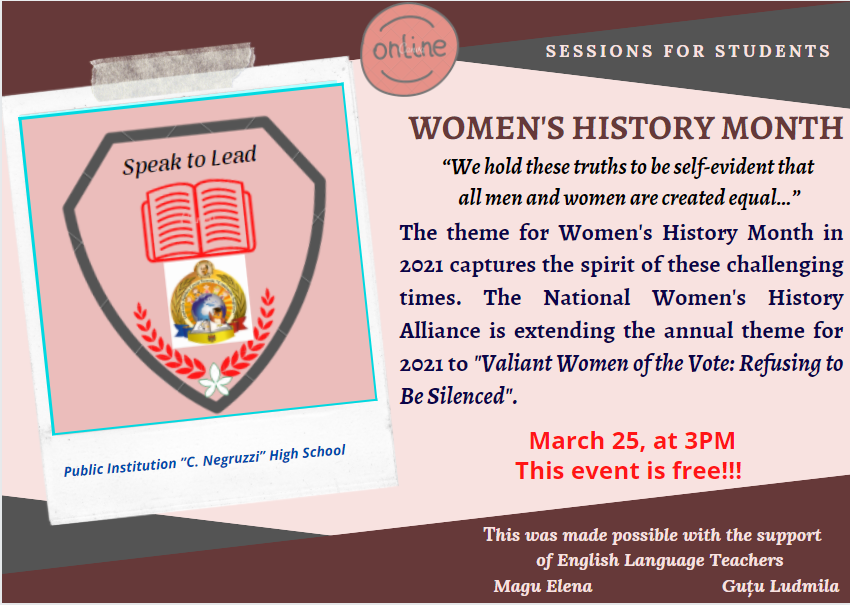 online
SESSIONS FOR STUDENTS
Speak to Lead
Public Institution “C. Negruzzi” High School
WOMEN'S HISTORY MONTH
“We hold these truths to be self-evident that
all men and women are created equal...”
The theme for Women's History Month in
2021 captures the spirit of these challenging
times. The National Women's History
Alliance is extending the annual theme for
2021 to "Valiant Women of the Vote: Refusing to
Be Silenced".
March 25, at 3PM
This event is free!!!
This was made possible with the support
of English Language Teachers
Magu Elena Guțu Ludmila